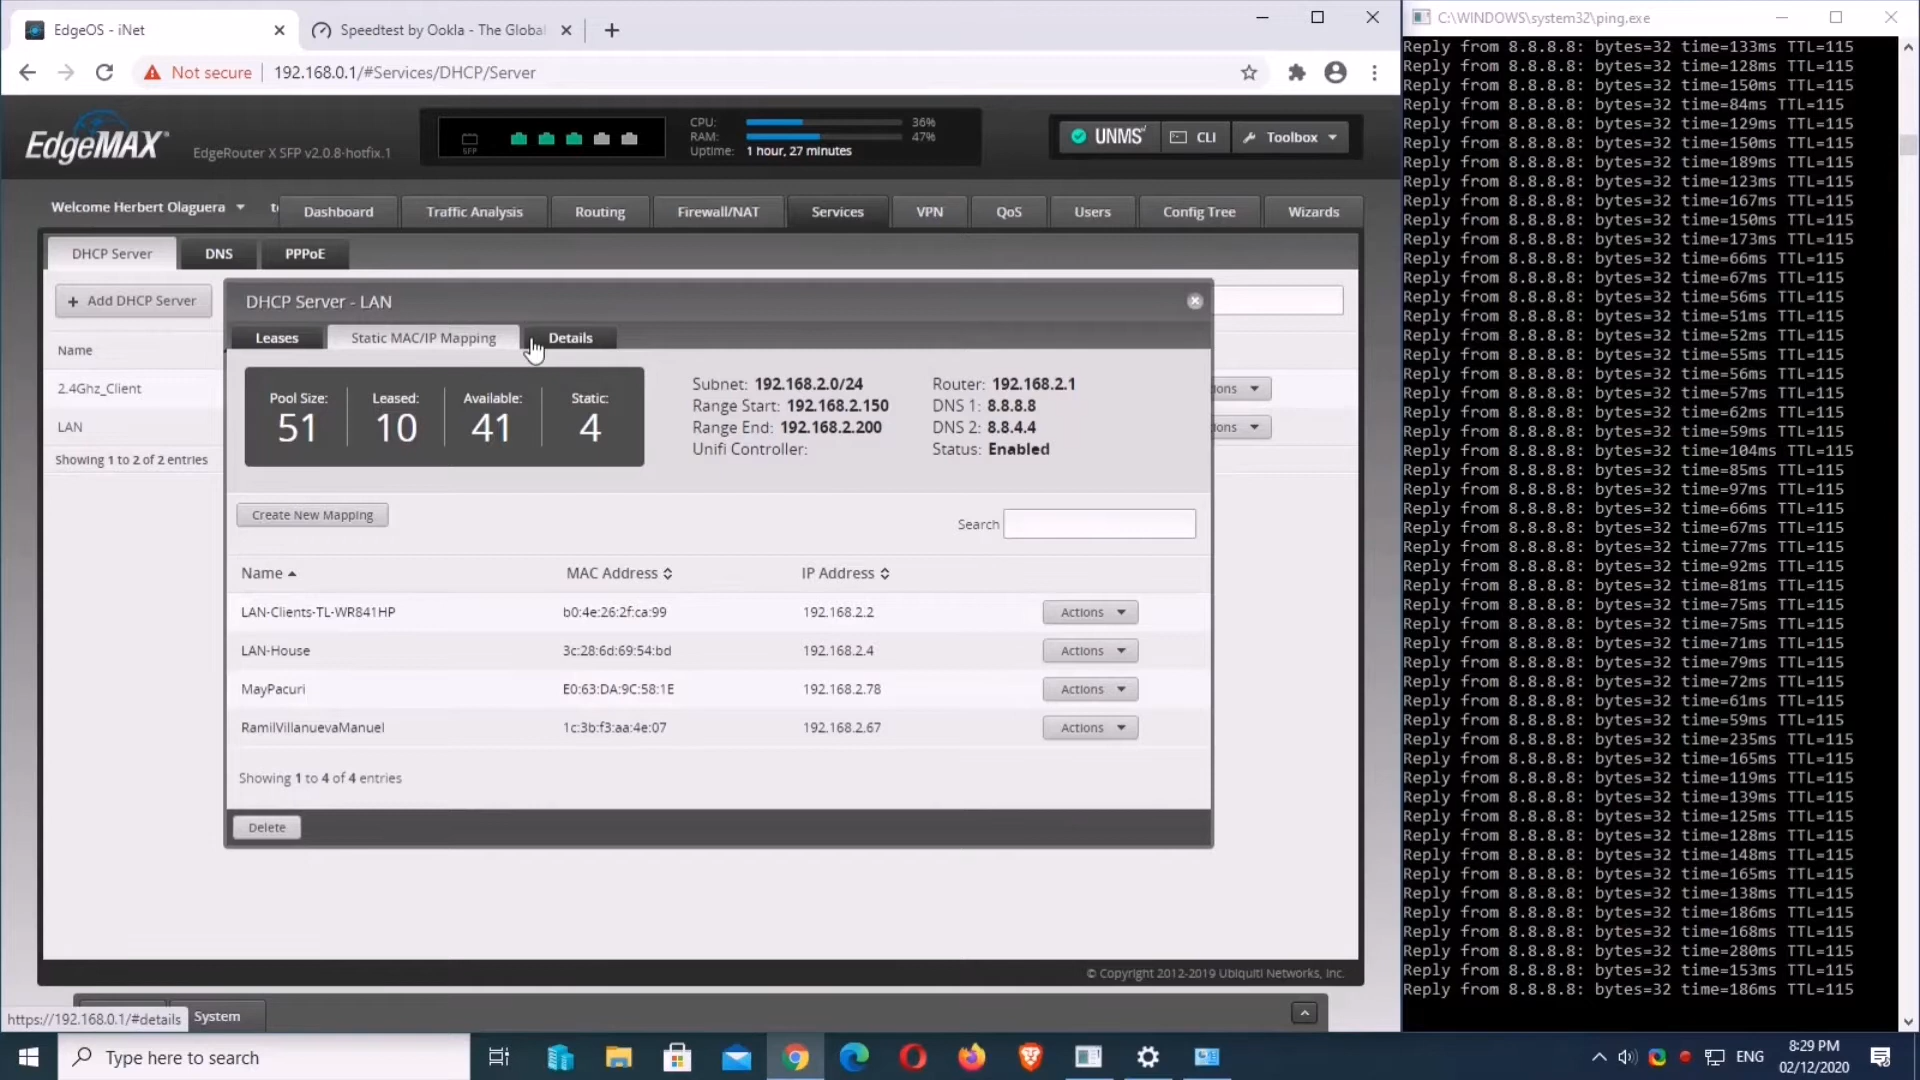 EdgeOS - iNet
Speedtest by Ookla - The Global
Not secure
192.168.0.1/#Services/DHCP/Server
EdgeMAX
EdgeRouter X SFP v2.0.8-hotfix.1
SFP
CPU: 36%
RAM: 47%
Uptime: 1 hour, 27 minutes
UNMS
CLI
Toolbox
Welcome Herbert Olaguera
Dashboard
Traffic Analysis
Routing
Firewall/NAT
Services
VPN
QoS
Users
Config Tree
Wizards
DHCP Server
DNS
PPPoE
+ Add DHCP Server
Name
2.4Ghz_Client
LAN
Showing 1 to 2 of 2 entries
DHCP Server - LAN
Leases
Static MAC/IP Mapping
Details
Pool Size: 51
Leased: 10
Available: 41
Static: 4
Subnet: 192.168.2.0/24
Range Start: 192.168.2.150
Range End: 192.168.2.200
Unifi Controller:
Router: 192.168.2.1
DNS 1: 8.8.8.8
DNS 2: 8.8.4.4
Status: Enabled
ons
ons
Create New Mapping
Search
Name MAC Address IP Address
LAN-Clients-TL-WR841HP b0:4e:26:2f:ca:99 192.168.2.2 Actions
LAN-House 3c:28:6d:69:54:bd 192.168.2.4 Actions
MayPacuri E0:63:DA:9C:58:1E 192.168.2.78 Actions
RamilVillanuevaManuel 1c:3b:f3:aa:4e:07 192.168.2.67 Actions
Showing 1 to 4 of 4 entries
Delete
© Copyright 2012-2019 Ubiquiti Networks, Inc.
https://192.168.0.1/#details
System
Type here to search
ENG
8:29 PM
02/12/2020
C:\WINDOWS\system32\ping.exe
Reply from 8.8.8.8: bytes=32 time=133ms TTL=115
Reply from 8.8.8.8: bytes=32 time=128ms TTL=115
Reply from 8.8.8.8: bytes=32 time=150ms TTL=115
Reply from 8.8.8.8: bytes=32 time=84ms TTL=115
Reply from 8.8.8.8: bytes=32 time=129ms TTL=115
Reply from 8.8.8.8: bytes=32 time=150ms TTL=115
Reply from 8.8.8.8: bytes=32 time=189ms TTL=115
Reply from 8.8.8.8: bytes=32 time=123ms TTL=115
Reply from 8.8.8.8: bytes=32 time=167ms TTL=115
Reply from 8.8.8.8: bytes=32 time=150ms TTL=115
Reply from 8.8.8.8: bytes=32 time=173ms TTL=115
Reply from 8.8.8.8: bytes=32 time=66ms TTL=115
Reply from 8.8.8.8: bytes=32 time=67ms TTL=115
Reply from 8.8.8.8: bytes=32 time=56ms TTL=115
Reply from 8.8.8.8: bytes=32 time=51ms TTL=115
Reply from 8.8.8.8: bytes=32 time=52ms TTL=115
Reply from 8.8.8.8: bytes=32 time=55ms TTL=115
Reply from 8.8.8.8: bytes=32 time=56ms TTL=115
Reply from 8.8.8.8: bytes=32 time=57ms TTL=115
Reply from 8.8.8.8: bytes=32 time=62ms TTL=115
Reply from 8.8.8.8: bytes=32 time=59ms TTL=115
Reply from 8.8.8.8: bytes=32 time=104ms TTL=115
Reply from 8.8.8.8: bytes=32 time=85ms TTL=115
Reply from 8.8.8.8: bytes=32 time=97ms TTL=115
Reply from 8.8.8.8: bytes=32 time=66ms TTL=115
Reply from 8.8.8.8: bytes=32 time=67ms TTL=115
Reply from 8.8.8.8: bytes=32 time=77ms TTL=115
Reply from 8.8.8.8: bytes=32 time=92ms TTL=115
Reply from 8.8.8.8: bytes=32 time=81ms TTL=115
Reply from 8.8.8.8: bytes=32 time=75ms TTL=115
Reply from 8.8.8.8: bytes=32 time=75ms TTL=115
Reply from 8.8.8.8: bytes=32 time=71ms TTL=115
Reply from 8.8.8.8: bytes=32 time=79ms TTL=115
Reply from 8.8.8.8: bytes=32 time=72ms TTL=115
Reply from 8.8.8.8: bytes=32 time=61ms TTL=115
Reply from 8.8.8.8: bytes=32 time=59ms TTL=115
Reply from 8.8.8.8: bytes=32 time=235ms TTL=115
Reply from 8.8.8.8: bytes=32 time=165ms TTL=115
Reply from 8.8.8.8: bytes=32 time=119ms TTL=115
Reply from 8.8.8.8: bytes=32 time=139ms TTL=115
Reply from 8.8.8.8: bytes=32 time=125ms TTL=115
Reply from 8.8.8.8: bytes=32 time=128ms TTL=115
Reply from 8.8.8.8: bytes=32 time=148ms TTL=115
Reply from 8.8.8.8: bytes=32 time=165ms TTL=115
Reply from 8.8.8.8: bytes=32 time=138ms TTL=115
Reply from 8.8.8.8: bytes=32 time=186ms TTL=115
Reply from 8.8.8.8: bytes=32 time=168ms TTL=115
Reply from 8.8.8.8: bytes=32 time=280ms TTL=115
Reply from 8.8.8.8: bytes=32 time=153ms TTL=115
Reply from 8.8.8.8: bytes=32 time=186ms TTL=115